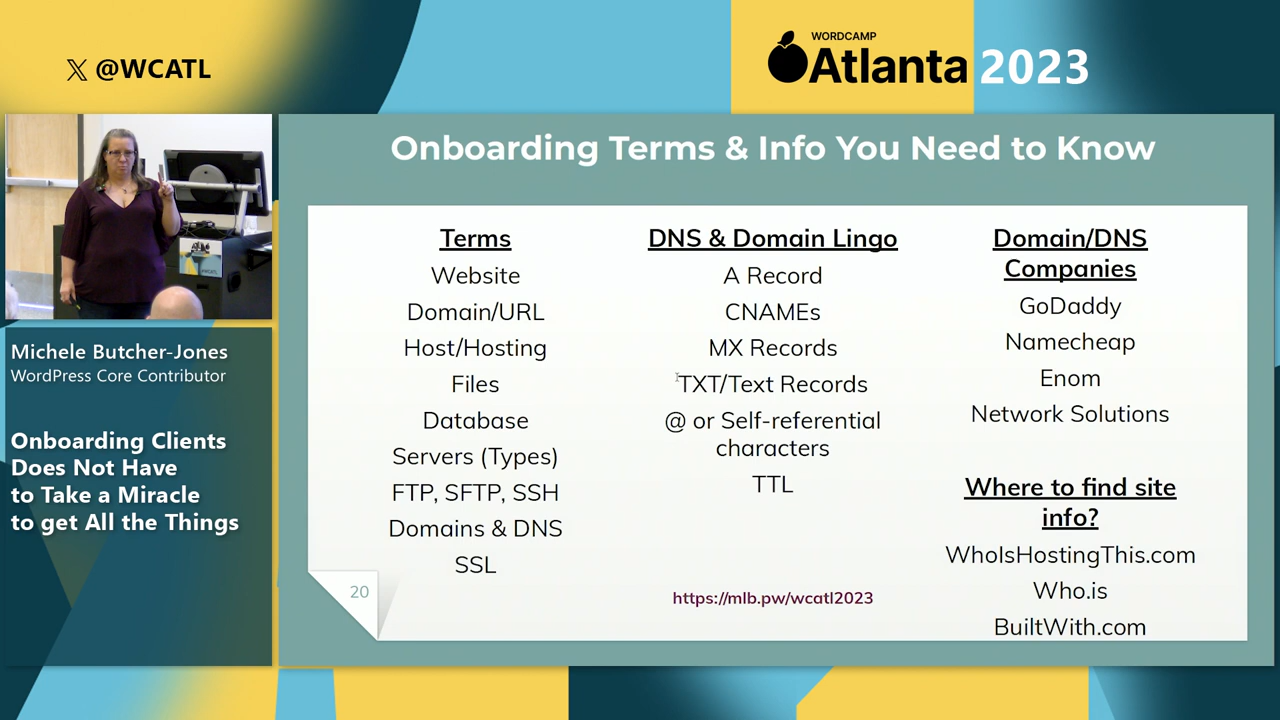 𝕏 @WCATL
WORDCAMP
Atlanta 2023
Onboarding Terms & Info You Need to Know
Terms
Website
Domain/URL
Host/Hosting
Files
Database
Servers (Types)
FTP, SFTP, SSH
Domains & DNS
SSL
DNS & Domain Lingo
A Record
CNAMEs
MX Records
TXT/Text Records
@ or Self-referential
characters
TTL
Domain/DNS
Companies
GoDaddy
Namecheap
Enom
Network Solutions
Where to find site
info?
WhoIsHostingThis.com
Who.is
BuiltWith.com
20
https://mlb.pw/wcatl2023
Michele Butcher-Jones
WordPress Core Contributor
Onboarding Clients
Does Not Have
to Take a Miracle
to get All the Things